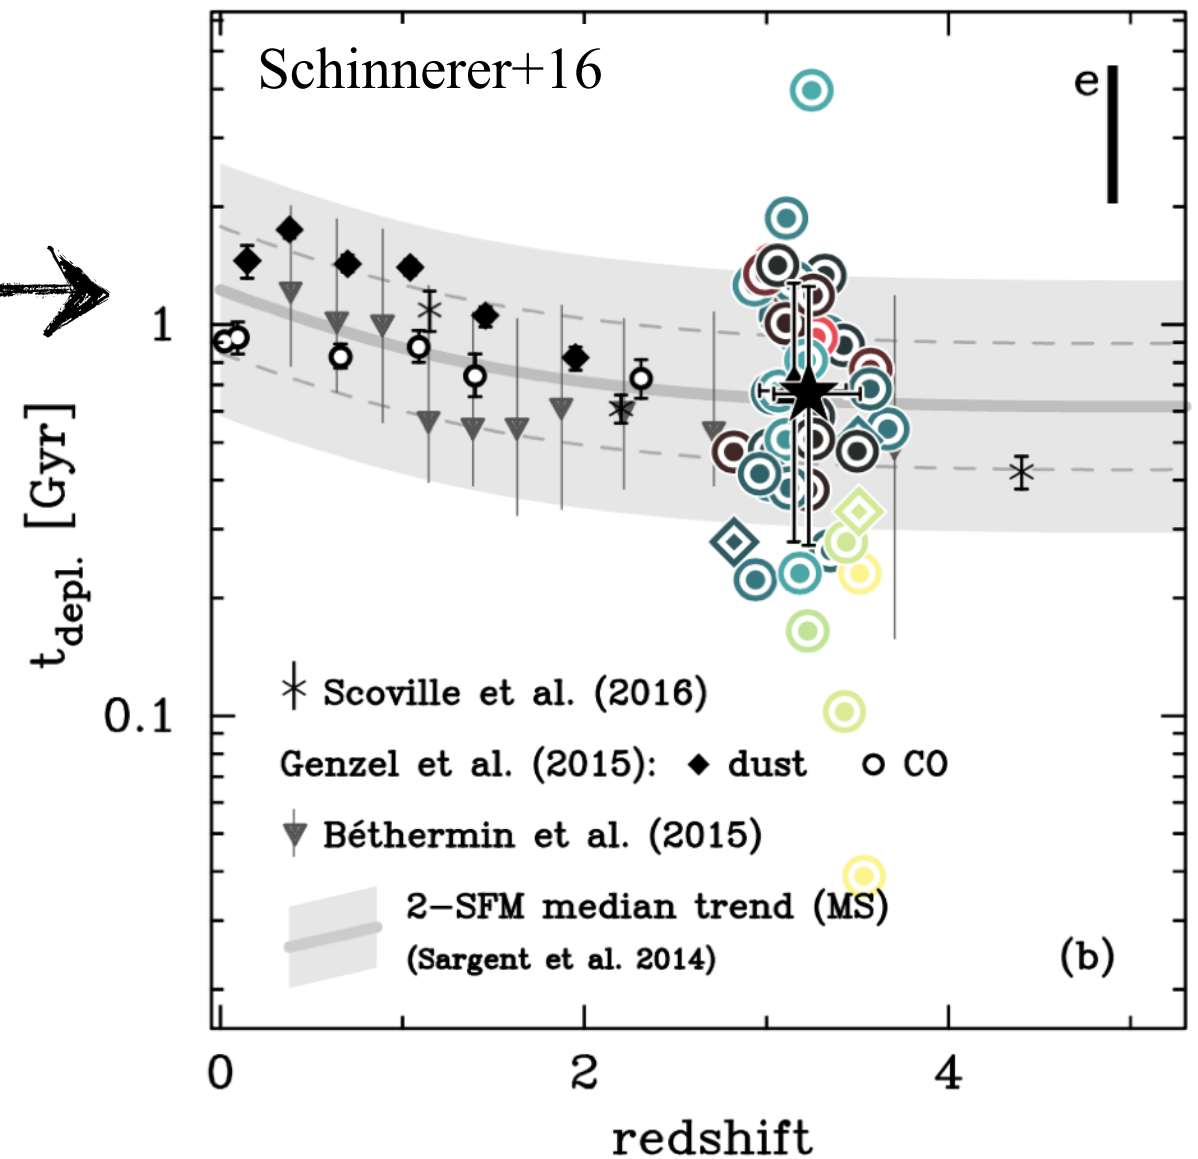 Schinnerer+16
e
1
t_depl. [Gyr]
0.1
Scoville et al. (2016)
Genzel et al. (2015): dust CO
Béthermin et al. (2015)
2-SFM median trend (MS)
(Sargent et al. 2014)
(b)
0 2 4
redshift